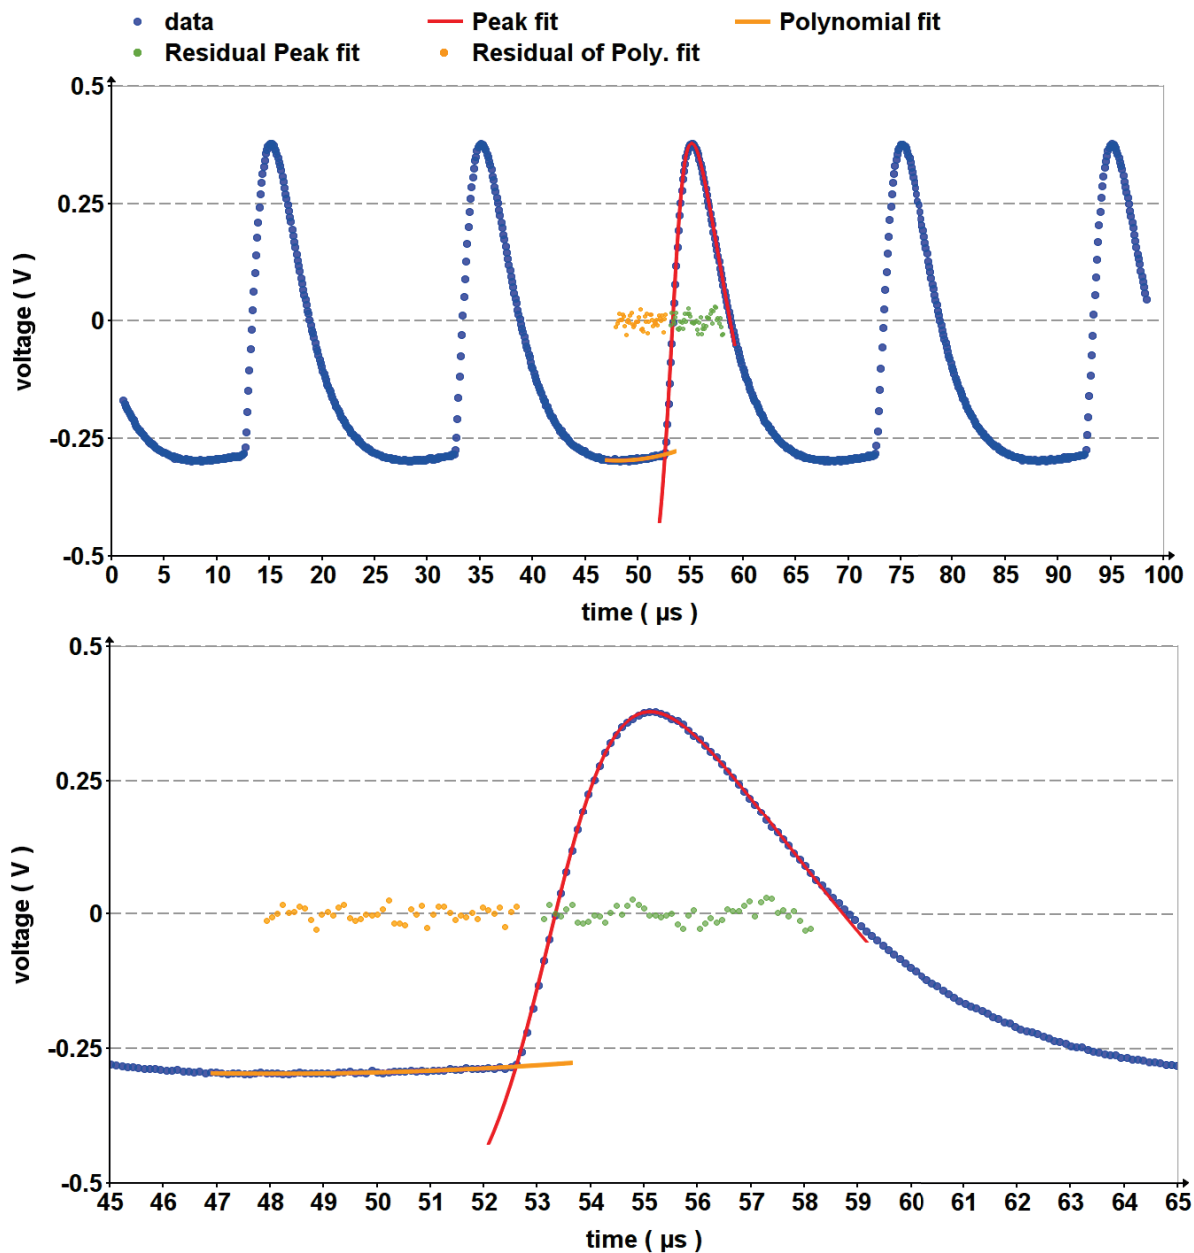 data Peak fit Polynomial fit
Residual Peak fit Residual of Poly. fit
0.5
0.25
0
-0.25
-0.5
voltage ( V )
0 5 10 15 20 25 30 35 40 45 50 55 60 65 70 75 80 85 90 95 100
time ( µs )
0.5
0.25
0
-0.25
-0.5
voltage ( V )
45 46 47 48 49 50 51 52 53 54 55 56 57 58 59 60 61 62 63 64 65
time ( µs )